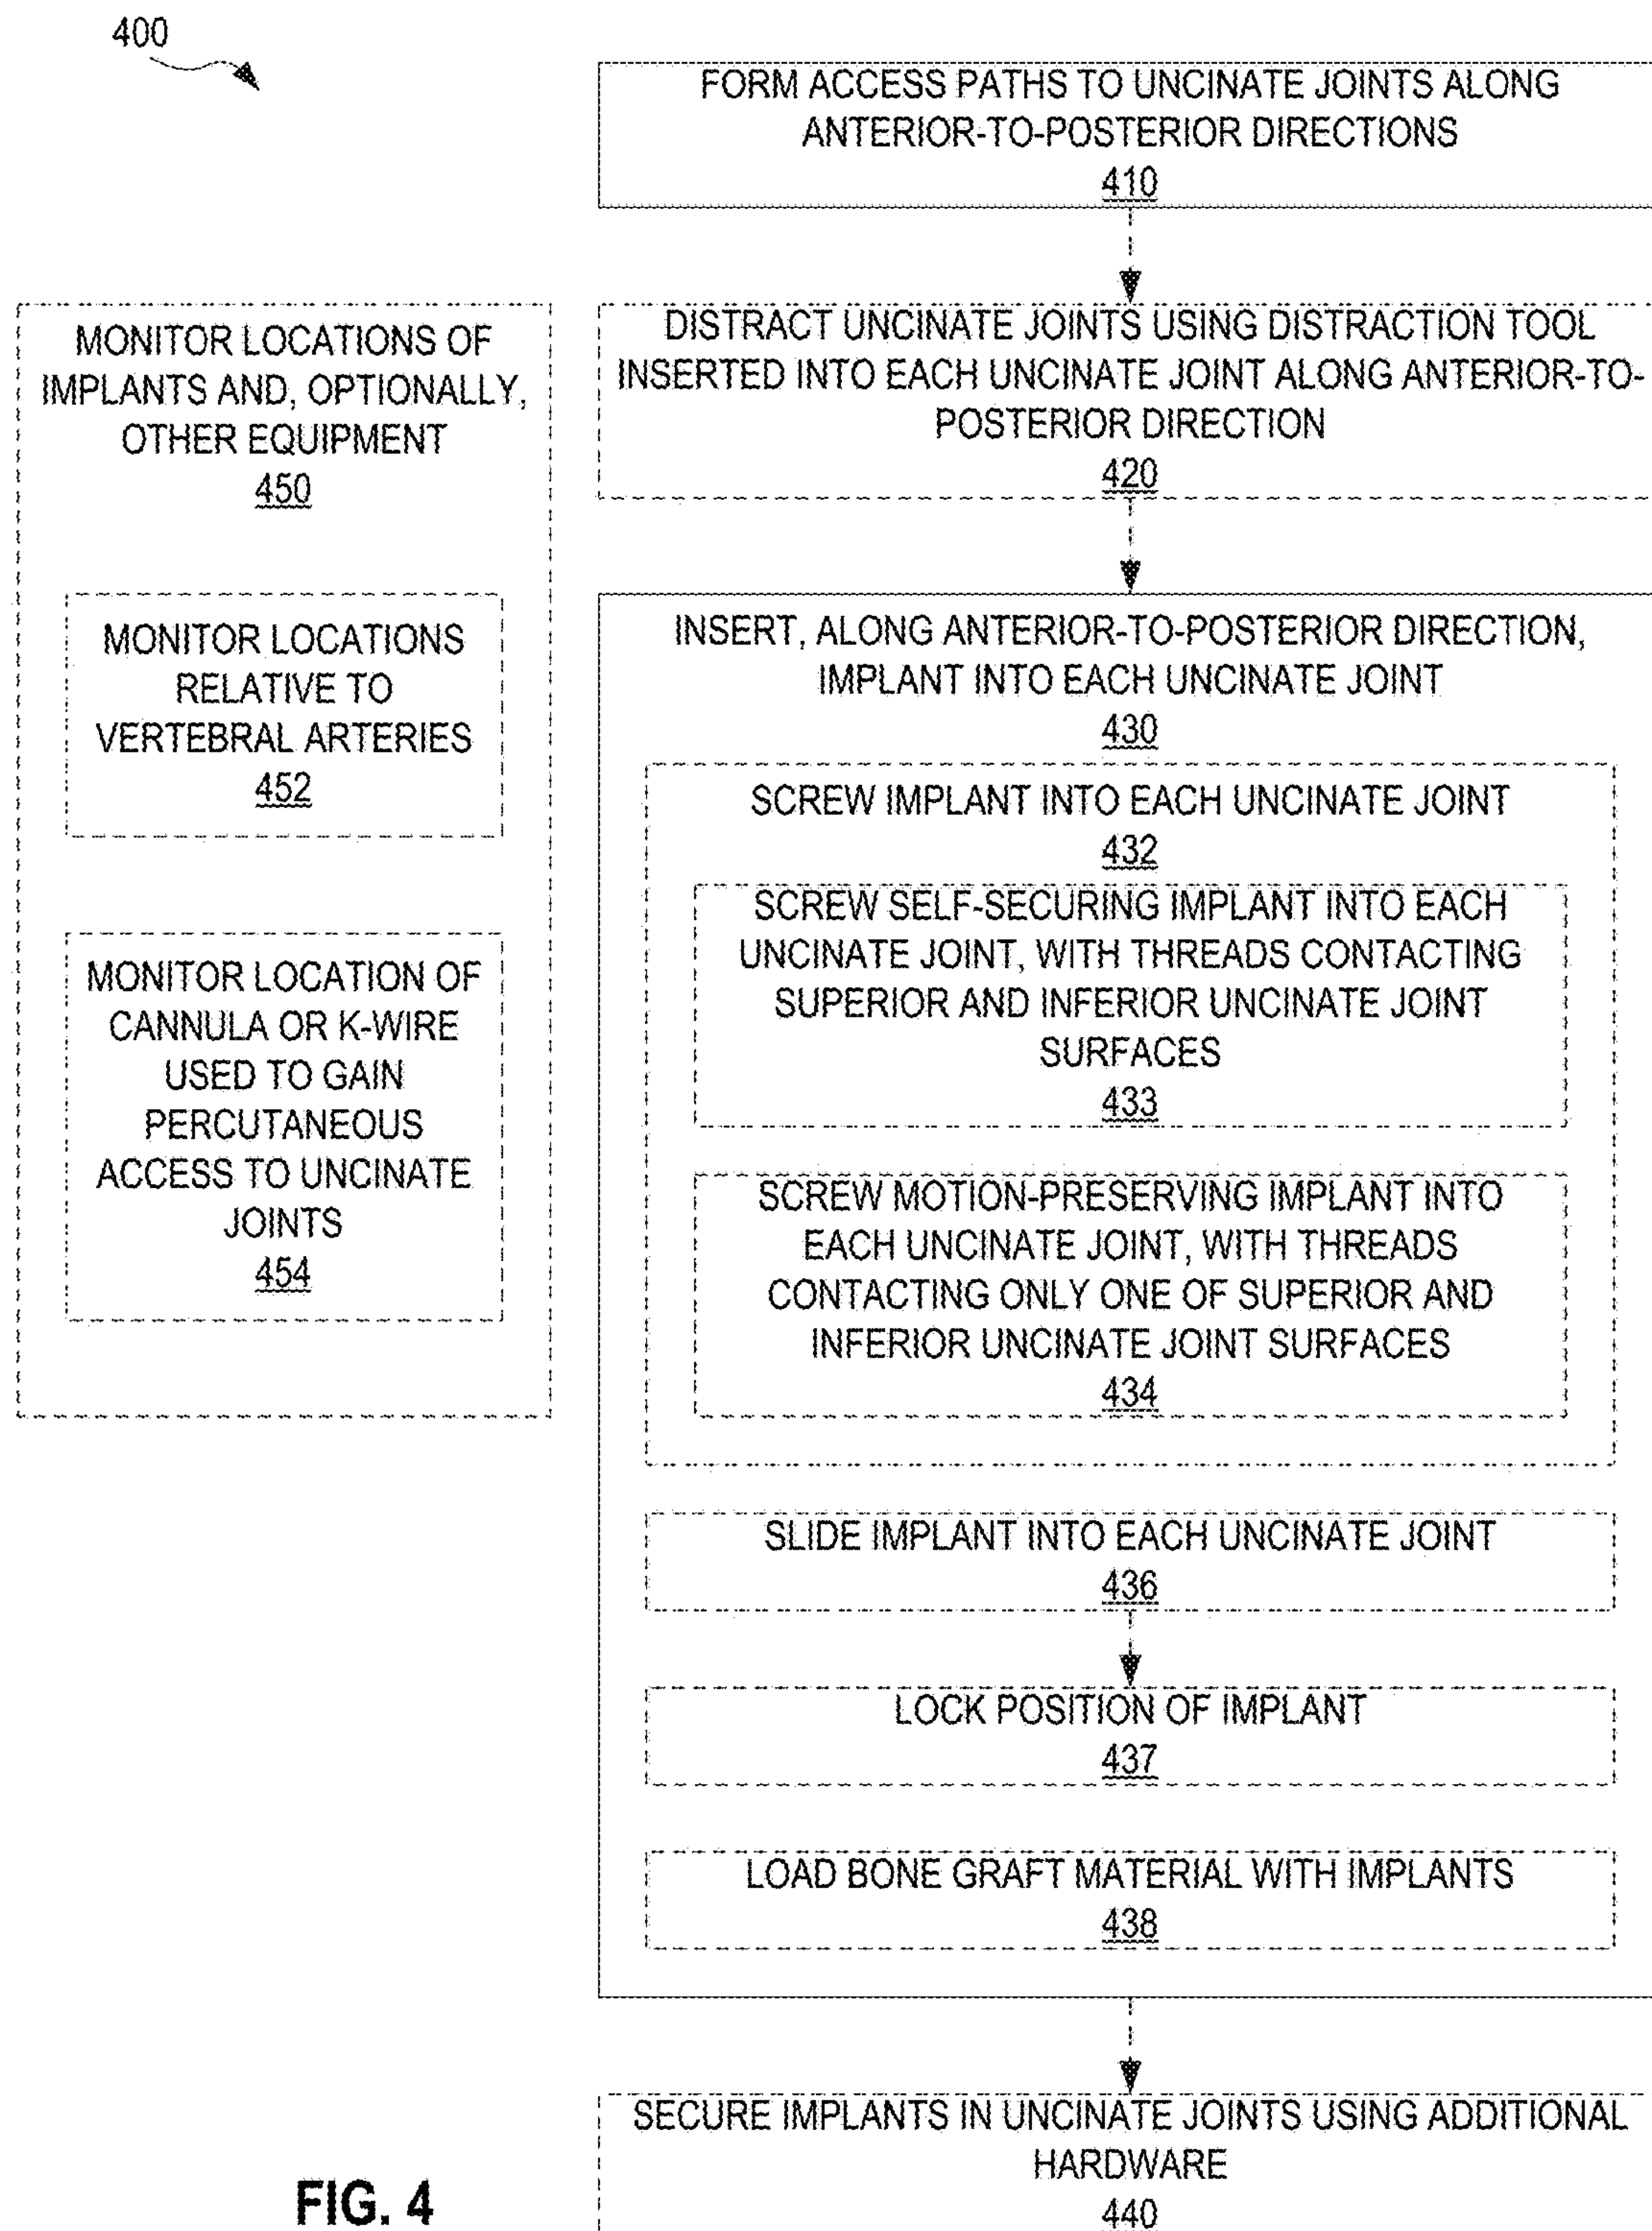 400
FORM ACCESS PATHS TO UNCINATE JOINTS ALONG
ANTERIOR-TO-POSTERIOR DIRECTIONS
410
DISTRACT UNCINATE JOINTS USING DISTRACTION TOOL
INSERTED INTO EACH UNCINATE JOINT ALONG ANTERIOR-TO-
POSTERIOR DIRECTION
420
MONITOR LOCATIONS OF
IMPLANTS AND, OPTIONALLY,
OTHER EQUIPMENT
450
MONITOR LOCATIONS
RELATIVE TO
VERTEBRAL ARTERIES
452
MONITOR LOCATION OF
CANNULA OR K-WIRE
USED TO GAIN
PERCUTANEOUS
ACCESS TO UNCINATE
JOINTS
454
INSERT, ALONG ANTERIOR-TO-POSTERIOR DIRECTION,
IMPLANT INTO EACH UNCINATE JOINT
430
SCREW IMPLANT INTO EACH UNCINATE JOINT
432
SCREW SELF-SECURING IMPLANT INTO EACH
UNCINATE JOINT, WITH THREADS CONTACTING
SUPERIOR AND INFERIOR UNCINATE JOINT
SURFACES
433
SCREW MOTION-PRESERVING IMPLANT INTO
EACH UNCINATE JOINT, WITH THREADS
CONTACTING ONLY ONE OF SUPERIOR AND
INFERIOR UNCINATE JOINT SURFACES
434
SLIDE IMPLANT INTO EACH UNCINATE JOINT
436
LOCK POSITION OF IMPLANT
437
LOAD BONE GRAFT MATERIAL WITH IMPLANTS
438
SECURE IMPLANTS IN UNCINATE JOINTS USING ADDITIONAL
HARDWARE
440
FIG. 4